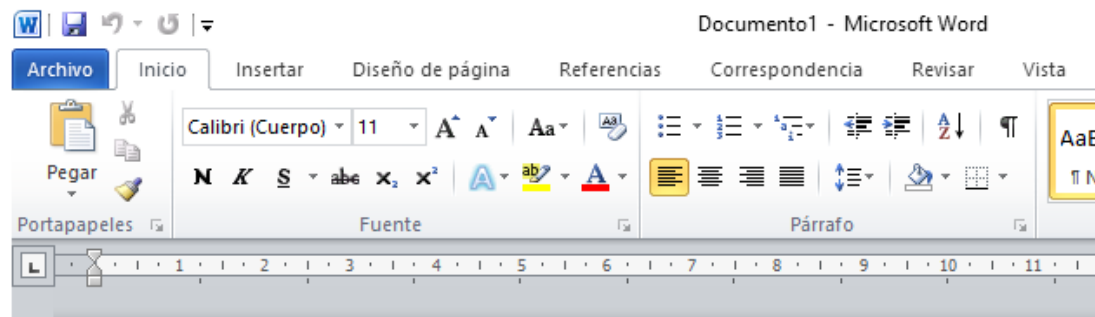 Documento1 - Microsoft Word
Archivo Inicio Insertar Diseño de página Referencias Correspondencia Revisar Vista
Calibri (Cuerpo) 11 A A Aa
Pegar N K S abc x₂ x² A ab A
AaB
¶ N
Portapapeles Fuente Párrafo
L 1 2 3 4 5 6 7 8 9 10 11